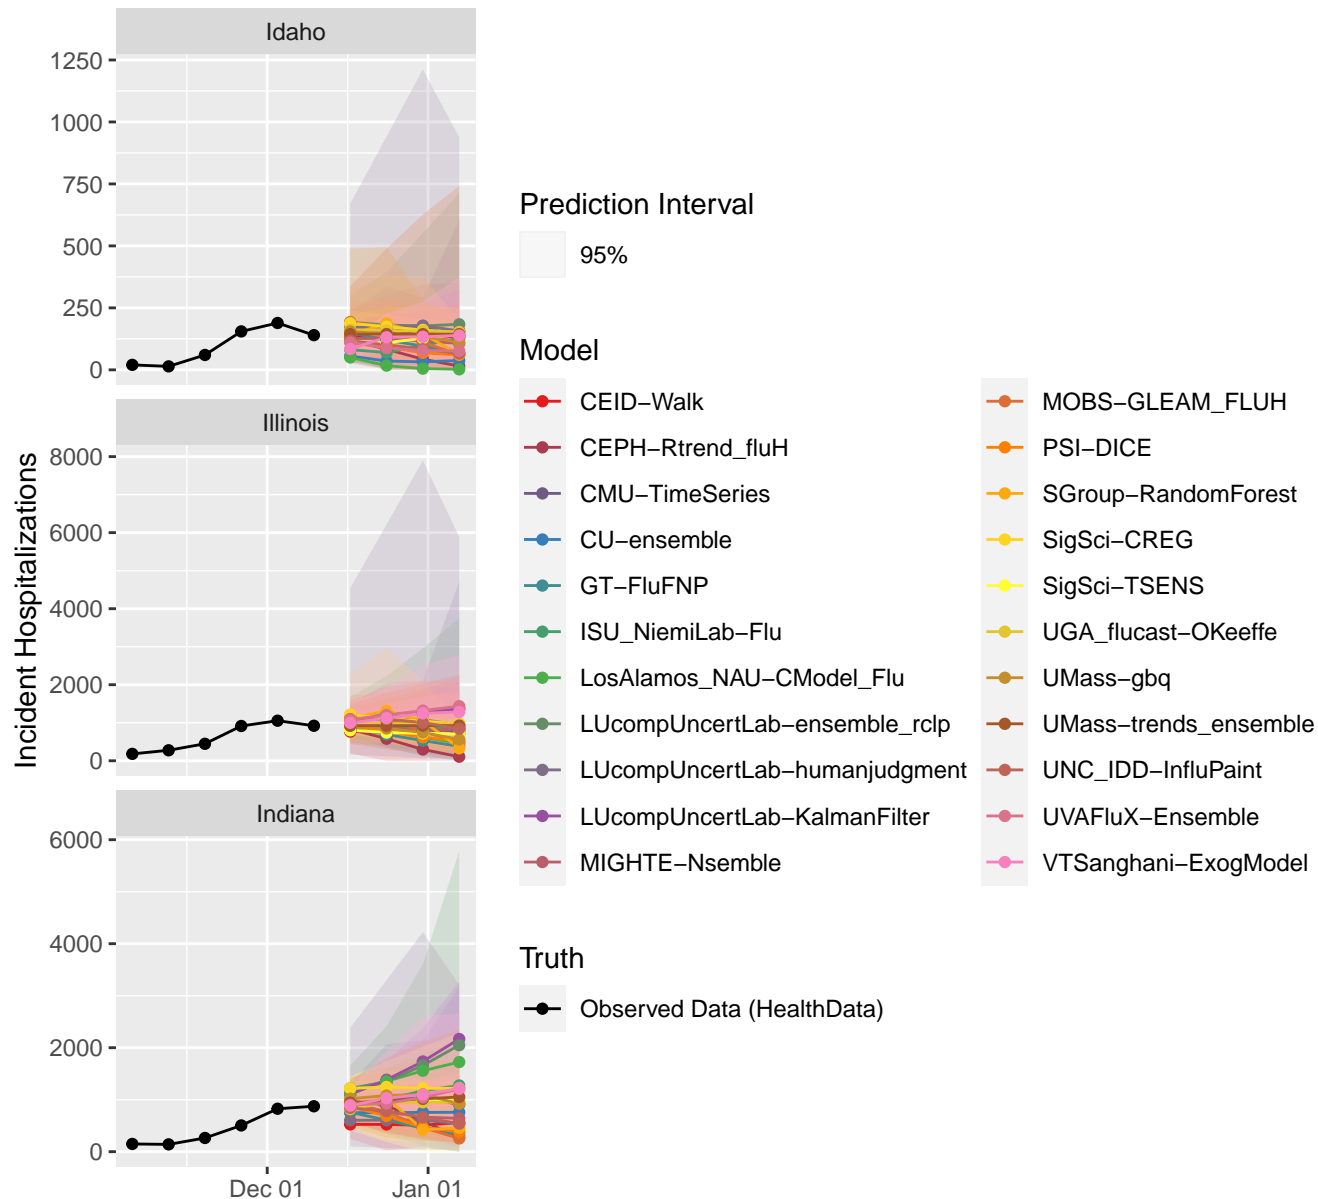 Idaho
1250
1000
750
500
250
0
Illinois
8000
6000
4000
2000
0
Indiana
6000
4000
2000
0
Dec 01
Jan 01
Incident Hospitalizations
Prediction Interval
95%
Model
CEID−Walk
CEPH−Rtrend_fluH
CMU−TimeSeries
CU−ensemble
GT−FluFNP
ISU_NiemiLab−Flu
LosAlamos_NAU−CModel_Flu
LUcompUncertLab−ensemble_rclp
LUcompUncertLab−humanjudgment
LUcompUncertLab−KalmanFilter
MIGHTE−Nsemble
MOBS−GLEAM_FLUH
PSI−DICE
SGroup−RandomForest
SigSci−CREG
SigSci−TSENS
UGA_flucast−OKeeffe
UMass−gbq
UMass−trends_ensemble
UNC_IDD−InfluPaint
UVAFluX−Ensemble
VTSanghani−ExogModel
Truth
Observed Data (HealthData)